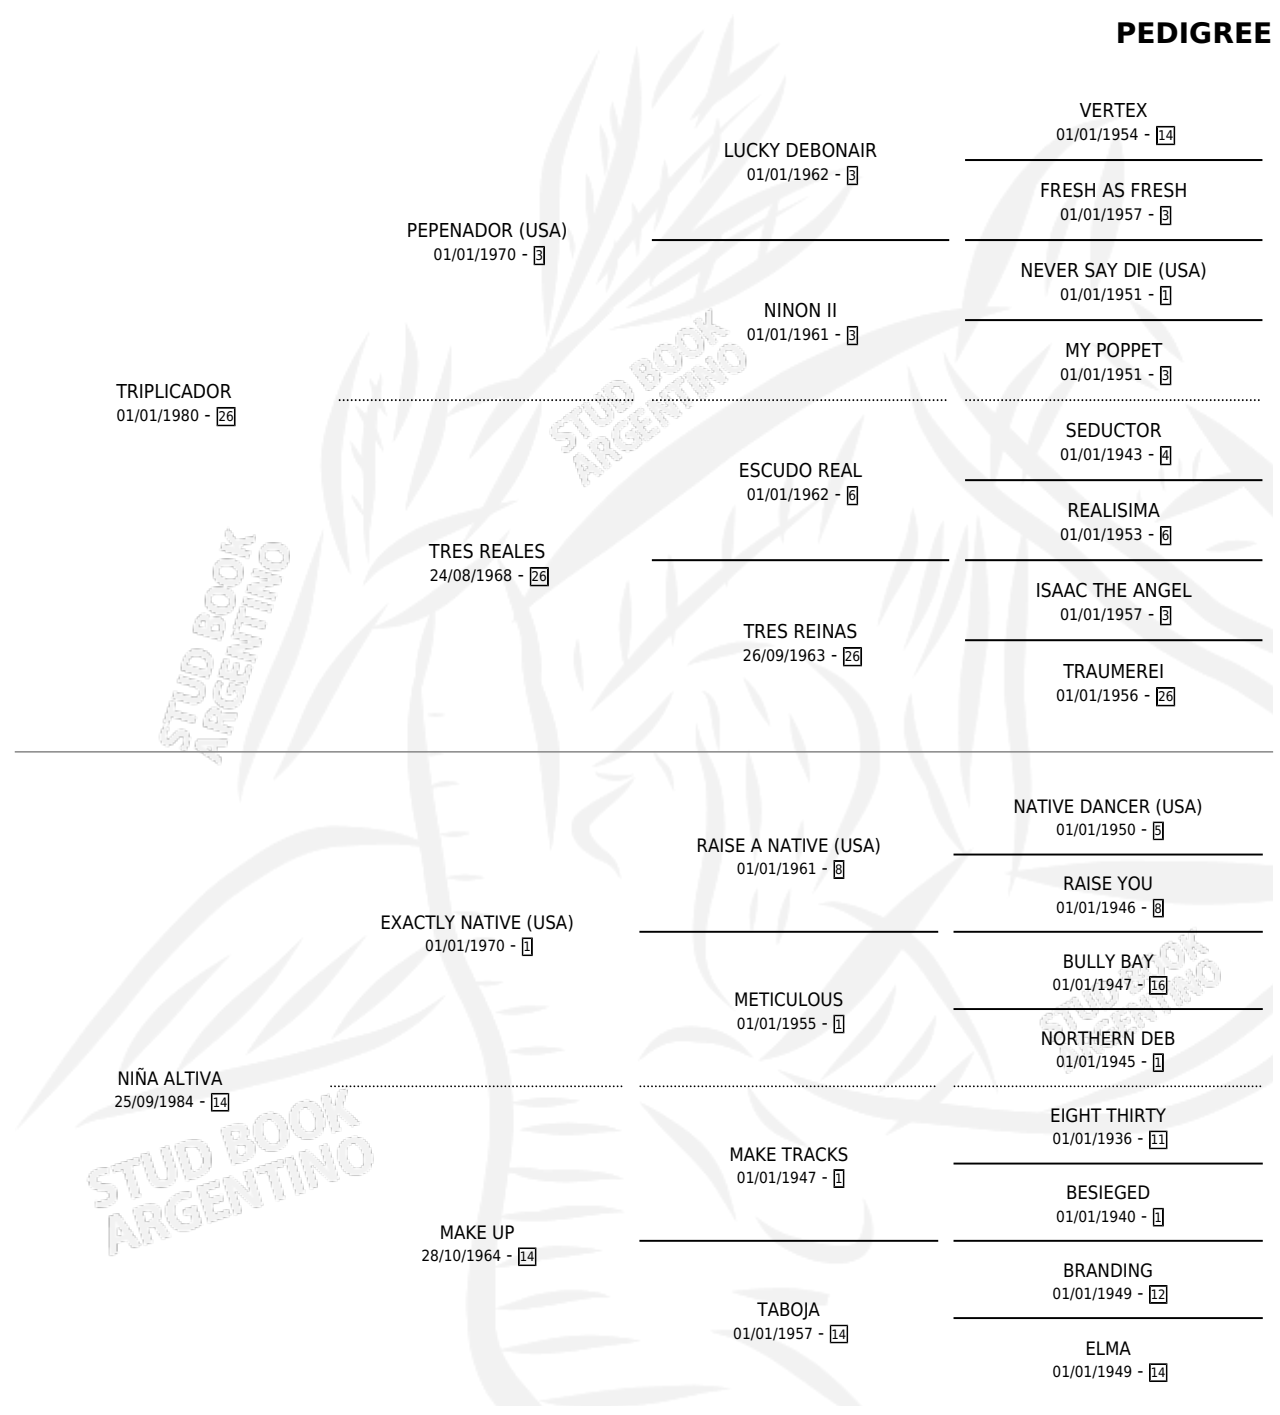 PEDIGREE
VERTEX
01/01/1954 - 14
LUCKY DEBONAIR
01/01/1962 - 3
FRESH AS FRESH
01/01/1957 - 3
PEPENADOR (USA)
01/01/1970 - 3
NEVER SAY DIE (USA)
01/01/1951 - 1
NINON II
01/01/1961 - 3
MY POPPET
01/01/1951 - 3
TRIPLICADOR
01/01/1980 - 26
SEDUCTOR
01/01/1943 - 4
ESCUDO REAL
01/01/1962 - 6
REALISIMA
01/01/1953 - 6
TRES REALES
24/08/1968 - 26
ISAAC THE ANGEL
01/01/1957 - 3
TRES REINAS
26/09/1963 - 26
TRAUMEREI
01/01/1956 - 26
NATIVE DANCER (USA)
01/01/1950 - 5
RAISE A NATIVE (USA)
01/01/1961 - 8
RAISE YOU
01/01/1946 - 8
EXACTLY NATIVE (USA)
01/01/1970 - 1
BULLY BAY
01/01/1947 - 16
METICULOUS
01/01/1955 - 1
NORTHERN DEB
01/01/1945 - 1
NIÑA ALTIVA
25/09/1984 - 14
EIGHT THIRTY
01/01/1936 - 11
MAKE TRACKS
01/01/1947 - 1
BESIEGED
01/01/1940 - 1
MAKE UP
28/10/1964 - 14
BRANDING
01/01/1949 - 12
TABOJA
01/01/1957 - 14
ELMA
01/01/1949 - 14
STUD BOOK
ARGENTINO
STUD BOOK
ARGENTINO
STUD BOOK
ARGENTINO
STUD BOOK
ARGENTINO